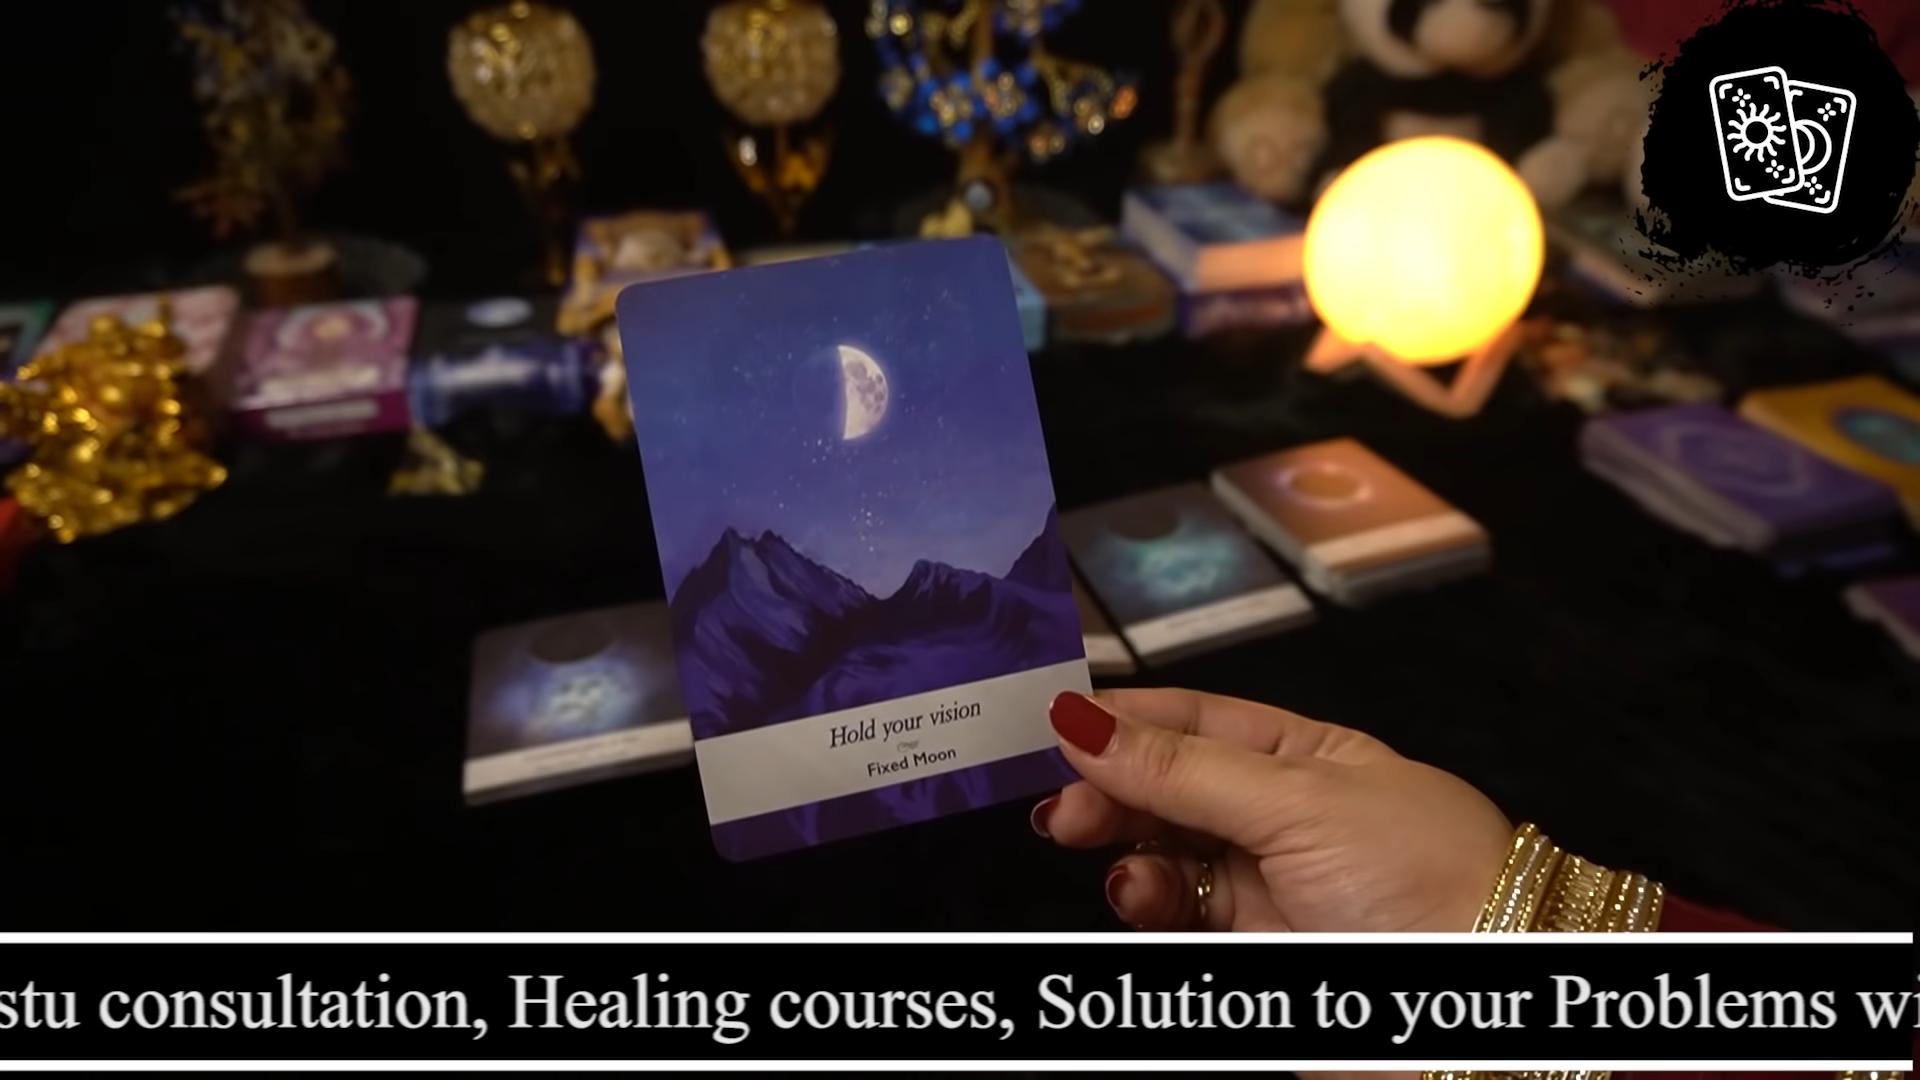 Hold your vision
Fixed Moon
stu consultation, Healing courses, Solution to your Problems wi